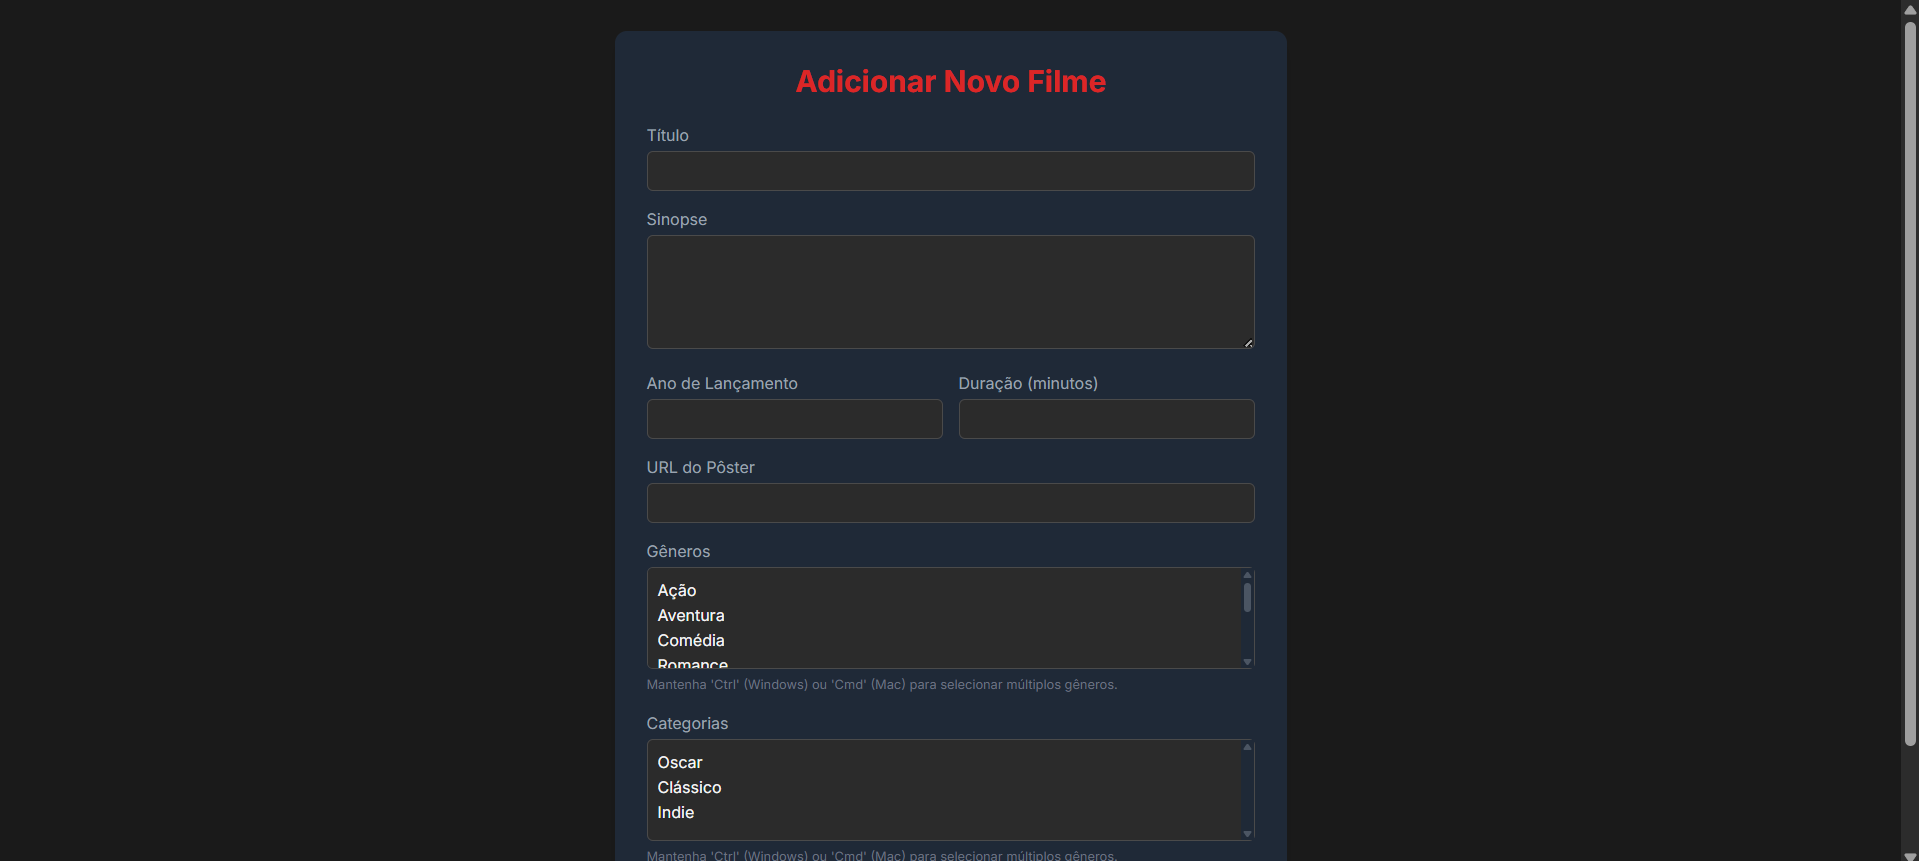 Adicionar Novo Filme
Título
Sinopse
Ano de Lançamento
Duração (minutos)
URL do Pôster
Gêneros
Ação
Aventura
Comédia
Romance
Mantenha 'Ctrl' (Windows) ou 'Cmd' (Mac) para selecionar múltiplos gêneros.
Categorias
Oscar
Clássico
Indie
Mantenha 'Ctrl' (Windows) ou 'Cmd' (Mac) para selecionar múltiplos gêneros.